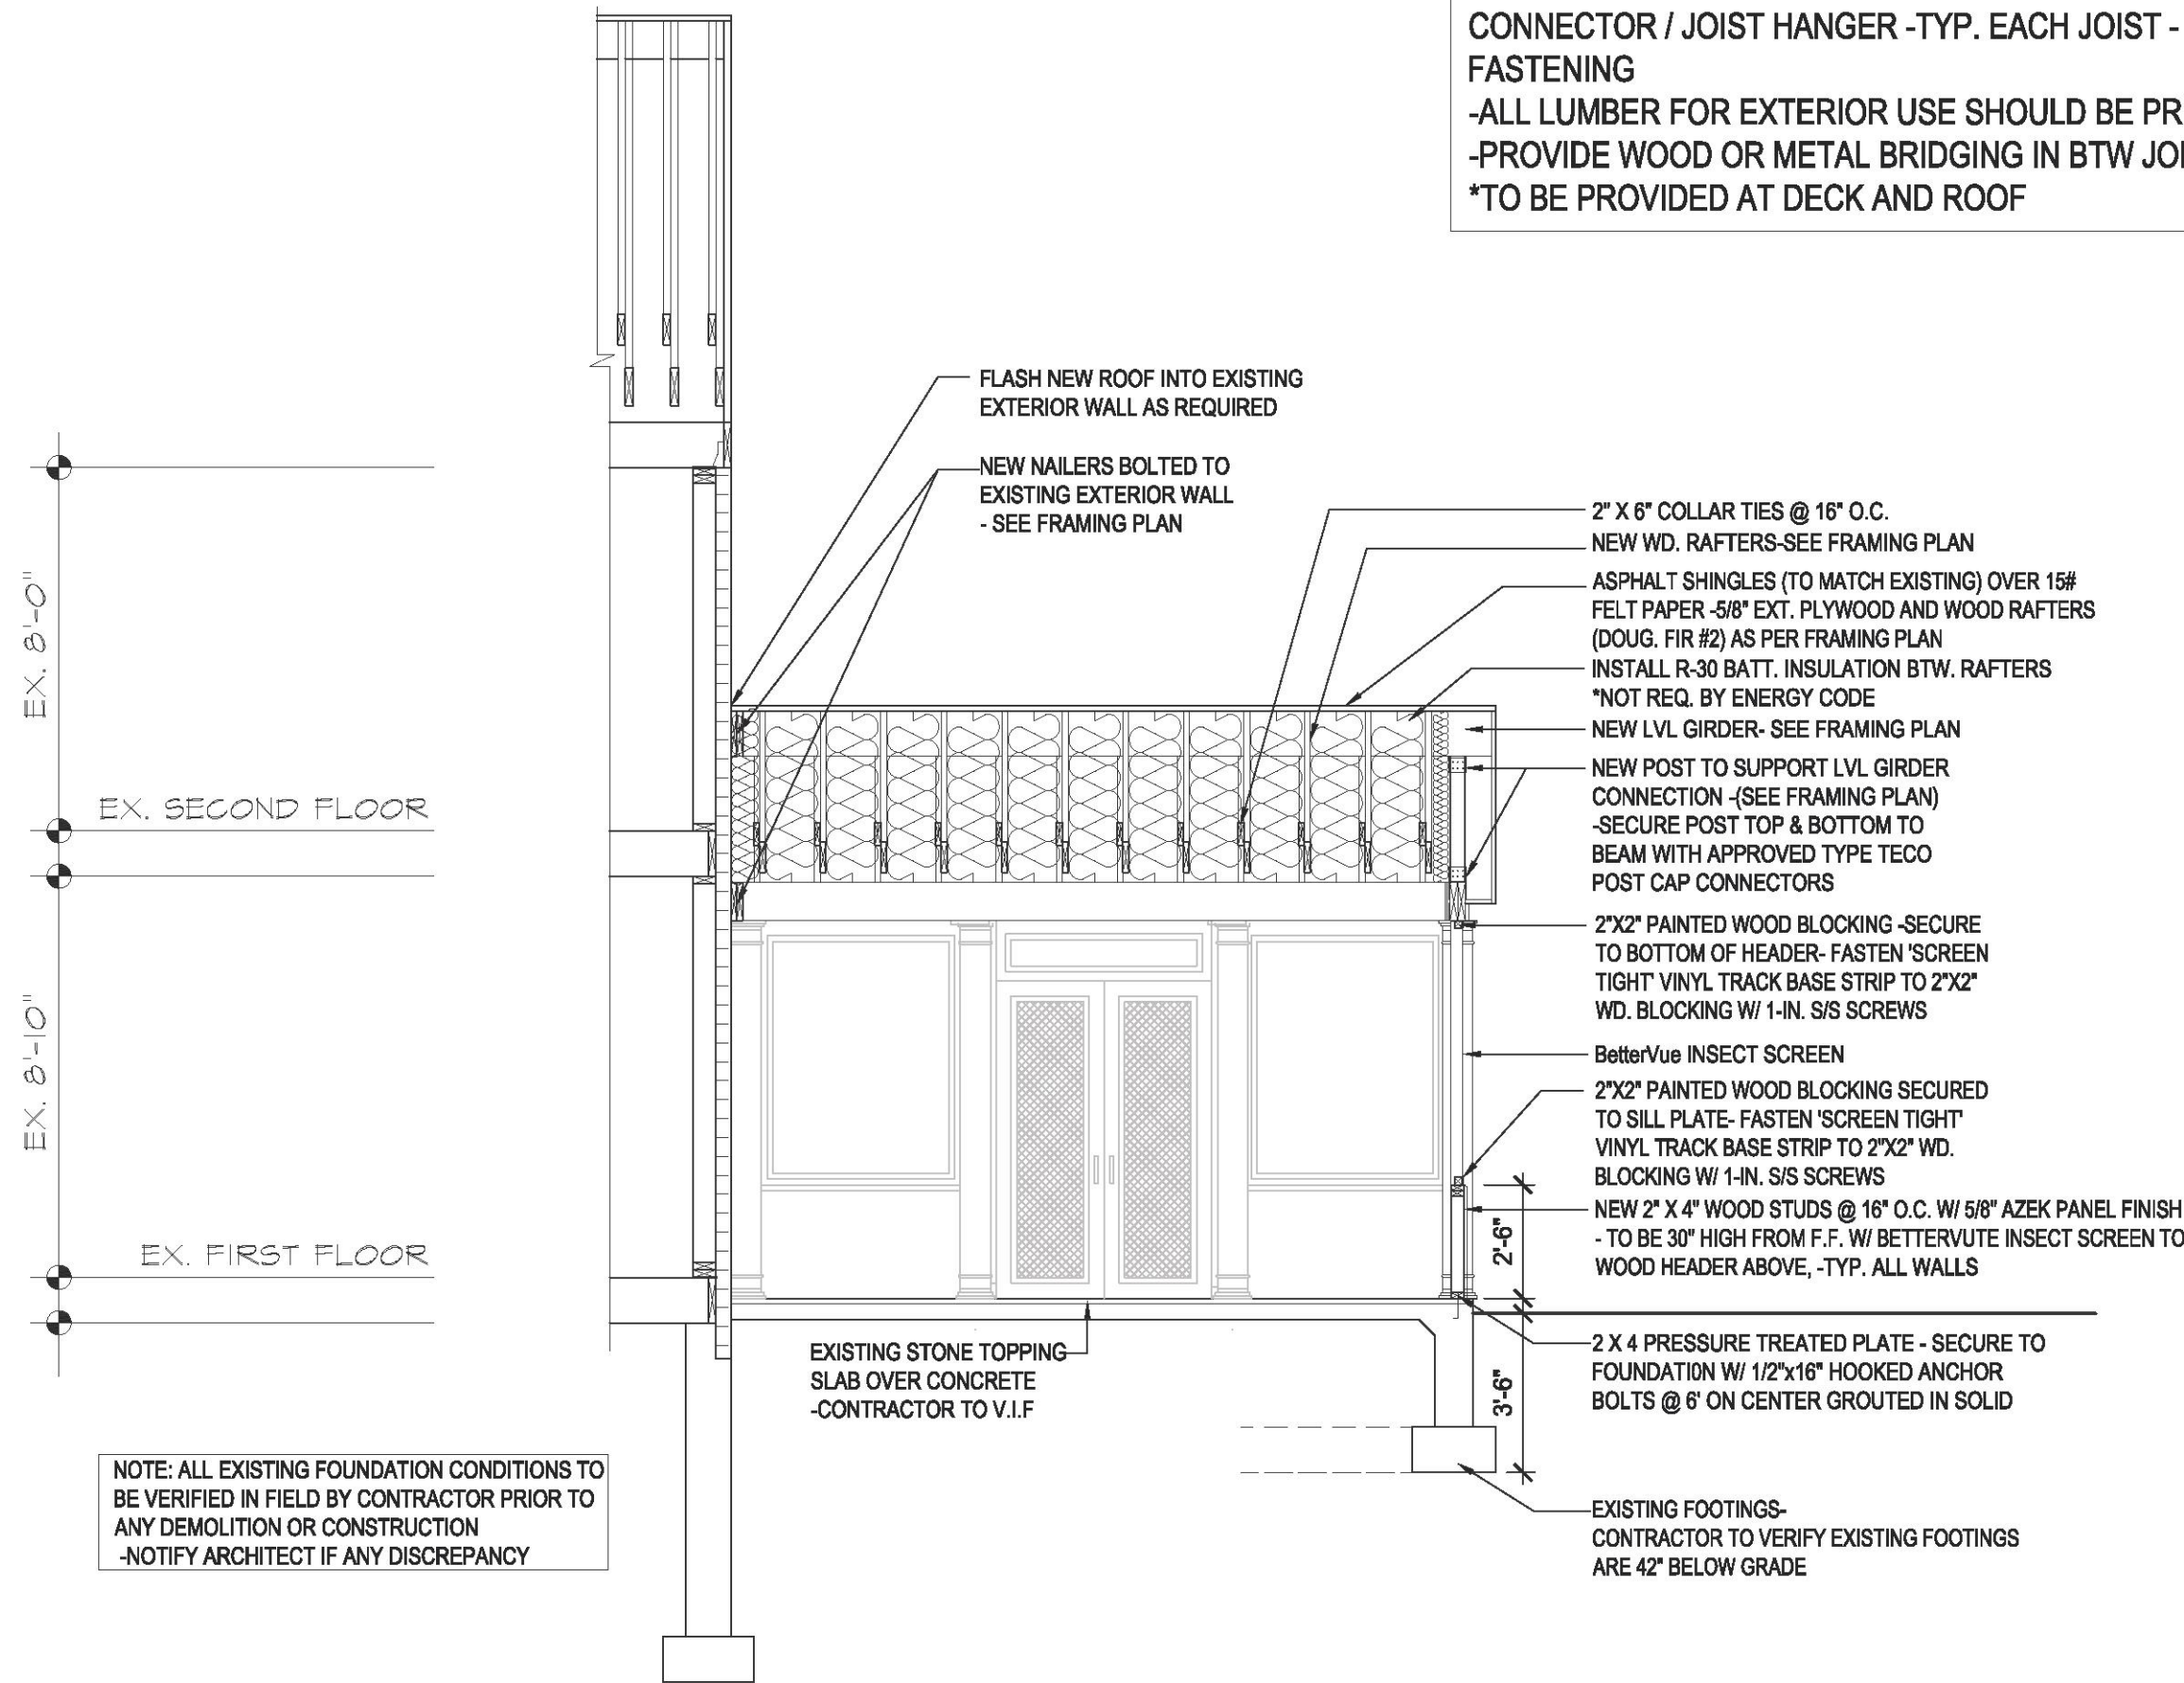 CONNECTOR / JOIST HANGER -TYP. EACH JOIST -
FASTENING
-ALL LUMBER FOR EXTERIOR USE SHOULD BE PR
-PROVIDE WOOD OR METAL BRIDGING IN BTW JOI
*TO BE PROVIDED AT DECK AND ROOF
FLASH NEW ROOF INTO EXISTING
EXTERIOR WALL AS REQUIRED
NEW NAILERS BOLTED TO
EXISTING EXTERIOR WALL
- SEE FRAMING PLAN
2" X 6" COLLAR TIES @ 16" O.C.
NEW WD. RAFTERS-SEE FRAMING PLAN
ASPHALT SHINGLES (TO MATCH EXISTING) OVER 15#
FELT PAPER -5/8" EXT. PLYWOOD AND WOOD RAFTERS
(DOUG. FIR #2) AS PER FRAMING PLAN
INSTALL R-30 BATT. INSULATION BTW. RAFTERS
*NOT REQ. BY ENERGY CODE
NEW LVL GIRDER- SEE FRAMING PLAN
NEW POST TO SUPPORT LVL GIRDER
CONNECTION -(SEE FRAMING PLAN)
-SECURE POST TOP & BOTTOM TO
BEAM WITH APPROVED TYPE TECO
POST CAP CONNECTORS
2"X2" PAINTED WOOD BLOCKING -SECURE
TO BOTTOM OF HEADER- FASTEN 'SCREEN
TIGHT' VINYL TRACK BASE STRIP TO 2"X2"
WD. BLOCKING W/ 1-IN. S/S SCREWS
BetterVue INSECT SCREEN
2"X2" PAINTED WOOD BLOCKING SECURED
TO SILL PLATE- FASTEN 'SCREEN TIGHT'
VINYL TRACK BASE STRIP TO 2"X2" WD.
BLOCKING W/ 1-IN. S/S SCREWS
NEW 2" X 4" WOOD STUDS @ 16" O.C. W/ 5/8" AZEK PANEL FINISH
- TO BE 30" HIGH FROM F.F. W/ BETTERVUTE INSECT SCREEN TO
WOOD HEADER ABOVE, -TYP. ALL WALLS
2 X 4 PRESSURE TREATED PLATE - SECURE TO
FOUNDATION W/ 1/2"x16" HOOKED ANCHOR
BOLTS @ 6' ON CENTER GROUTED IN SOLID
EXISTING FOOTINGS-
CONTRACTOR TO VERIFY EXISTING FOOTINGS
ARE 42" BELOW GRADE
2'-6"
3'-6"
EX. 8'-0"
EX. SECOND FLOOR
EX. 8'-10"
EX. FIRST FLOOR
EXISTING STONE TOPPING
SLAB OVER CONCRETE
-CONTRACTOR TO V.I.F
NOTE: ALL EXISTING FOUNDATION CONDITIONS TO
BE VERIFIED IN FIELD BY CONTRACTOR PRIOR TO
ANY DEMOLITION OR CONSTRUCTION
-NOTIFY ARCHITECT IF ANY DISCREPANCY